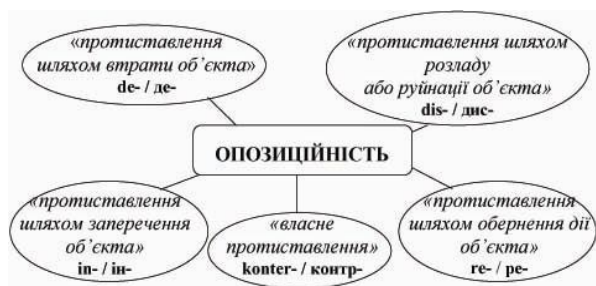 «протиставлення
шляхом втрати об'єкта»
de- / де-
«протиставлення шляхом
розладу
або руйнації об'єкта»
dis- / дис-
ОПОЗИЦІЙНІСТЬ
«протиставлення
шляхом заперечення
об'єкта»
in- / ін-
«власне
протиставлення»
konter- / контр-
«протиставлення
шляхом обернення дії
об'єкта»
re- / ре-